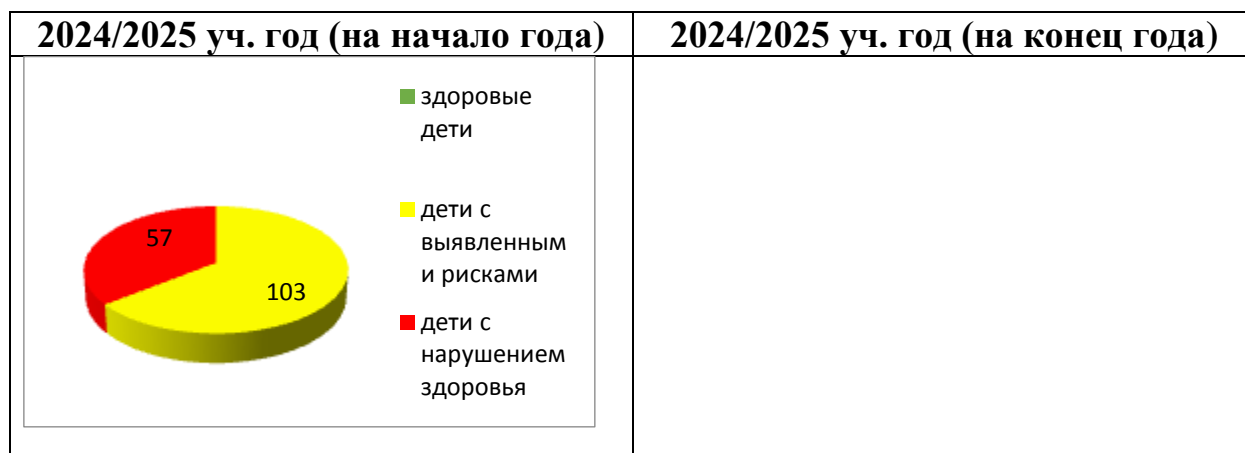 2024/2025 уч. год (на начало года)
2024/2025 уч. год (на конец года)
здоровые
дети
дети с
выявленным
и рисками
дети с
нарушением
здоровья
57
103